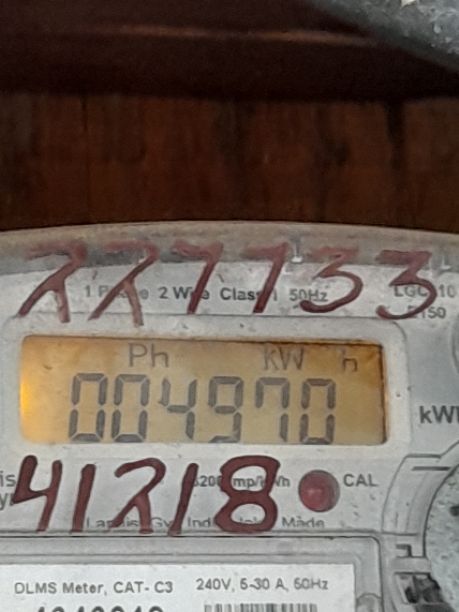 227733
1 Phase 2 Wire Class 1 50Hz
Ph kW h
004970
kWh
41218
CAL
DLMS Meter, CAT- C3 240V, 5-30 A, 50Hz